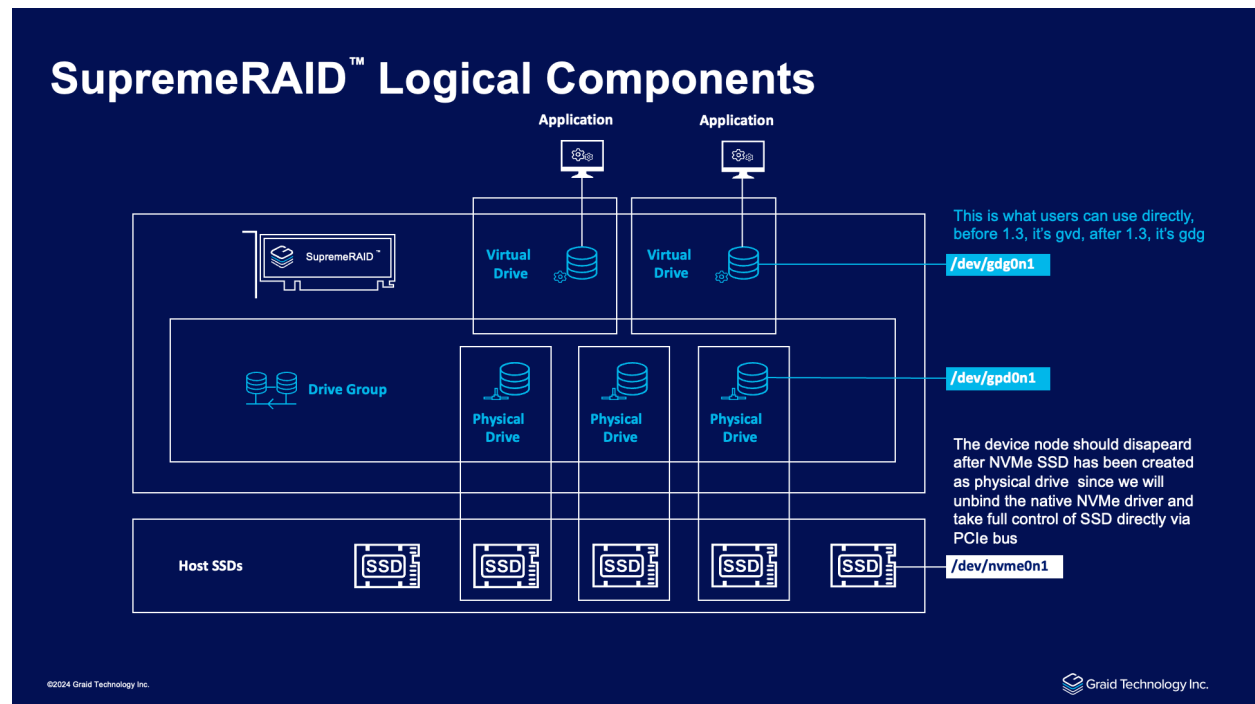 SupremeRAID™ Logical Components
Application
Application
This is what users can use directly,
before 1.3, it's gvd, after 1.3, it's gdg
/dev/gdg0n1
SupremeRAID™
Virtual
Drive
Virtual
Drive
Drive Group
Physical
Drive
Physical
Drive
Physical
Drive
/dev/gpd0n1
The device node should disapeard
after NVMe SSD has been created
as physical drive since we will
unbind the native NVMe driver and
take full control of SSD directly via
PCIe bus
/dev/nvme0n1
Host SSDs
SSD
SSD
SSD
SSD
SSD
©2024 Graid Technology Inc.
Graid Technology Inc.